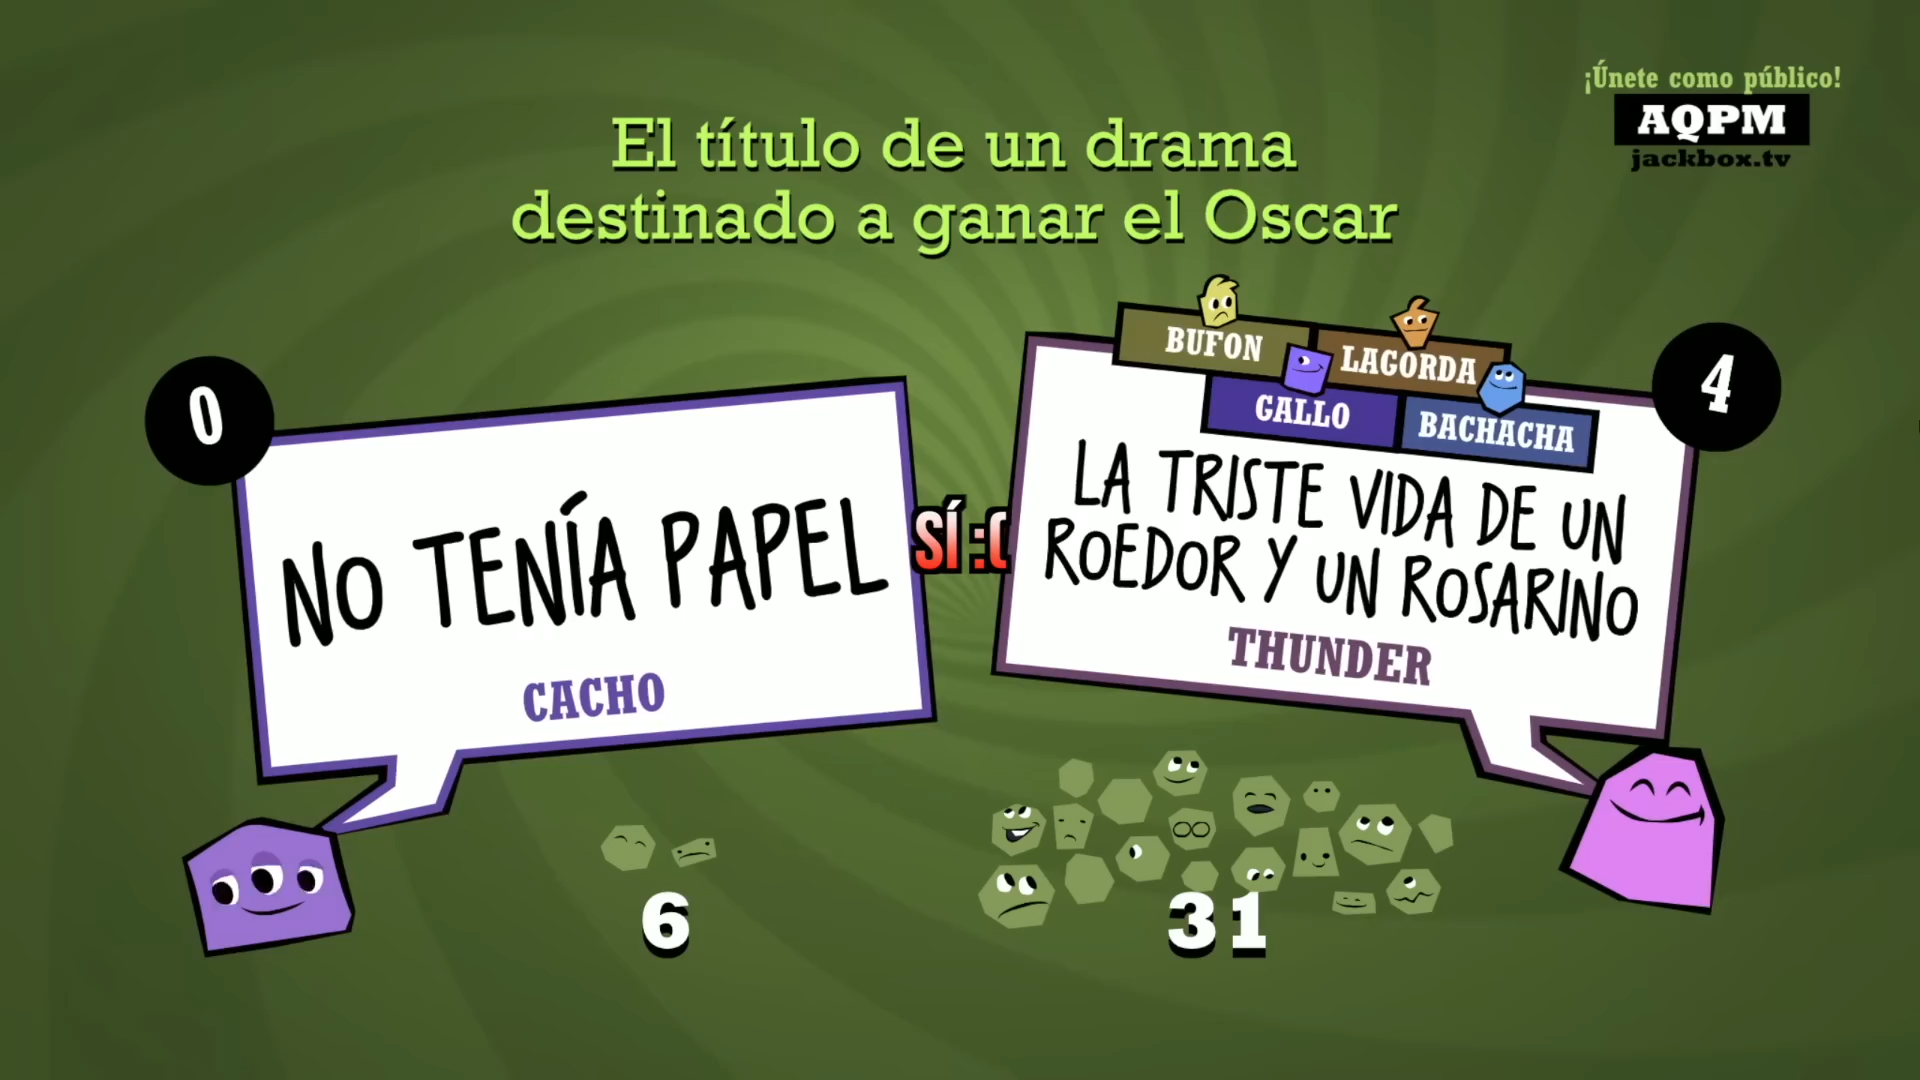 ¡Únete como público!
AQPM
jackbox.tv
El título de un drama
destinado a ganar el Oscar
0
NO TENÍA PAPEL
CACHO
6
SÍ :
BUFON
LAGORDA
GALLO
BACHACHA
4
LA TRISTE VIDA DE UN
ROEDOR Y UN ROSARINO
THUNDER
31